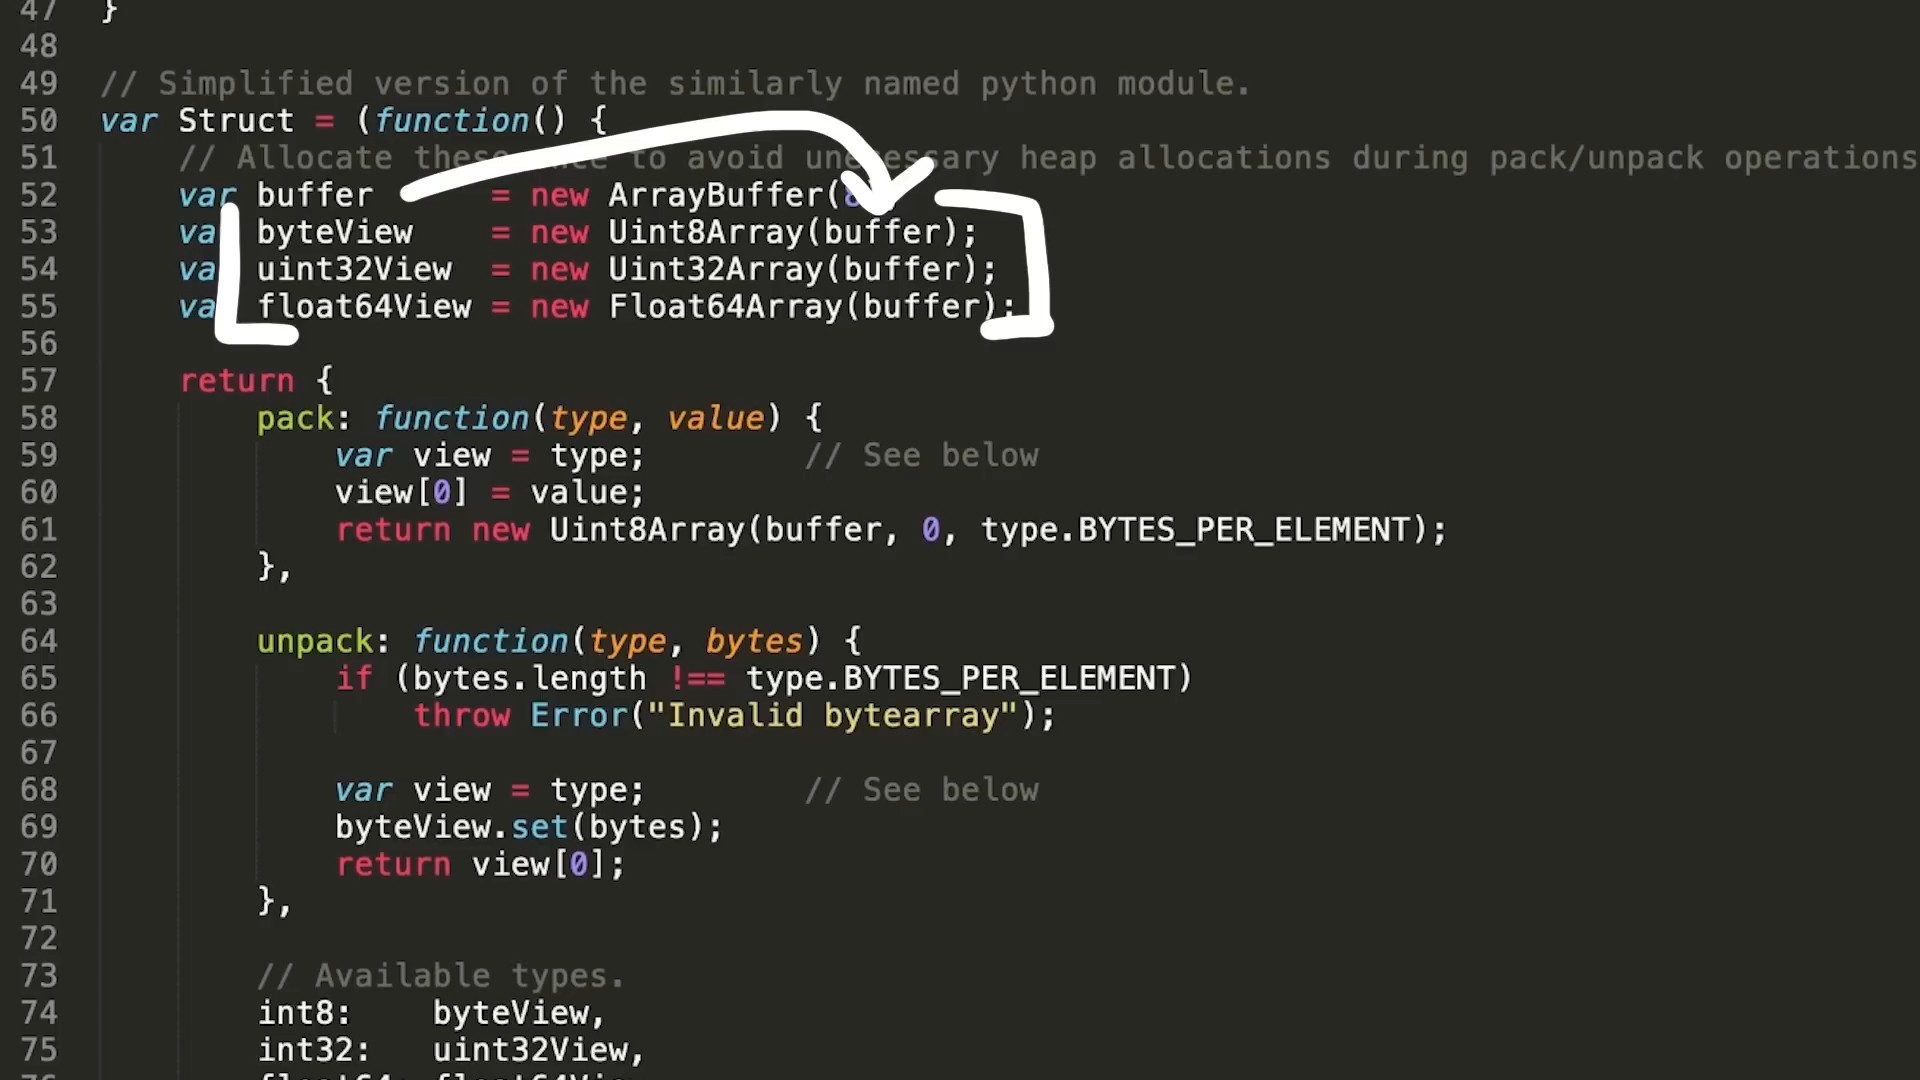 47 }
48
49 // Simplified version of the similarly named python module.
50 var Struct = (function() {
51 // Allocate these to avoid unnecessary heap allocations during pack/unpack operations
52 var buffer = new ArrayBuffer(8
53 va byteView = new Uint8Array(buffer);
54 va uint32View = new Uint32Array(buffer);
55 va float64View = new Float64Array(buffer);
56
57 return {
58 pack: function(type, value) {
59 var view = type; // See below
60 view[0] = value;
61 return new Uint8Array(buffer, 0, type.BYTES_PER_ELEMENT);
62 },
63
64 unpack: function(type, bytes) {
65 if (bytes.length !== type.BYTES_PER_ELEMENT)
66 throw Error("Invalid bytearray");
67
68 var view = type; // See below
69 byteView.set(bytes);
70 return view[0];
71 },
72
73 // Available types.
74 int8: byteView,
75 int32: uint32View,